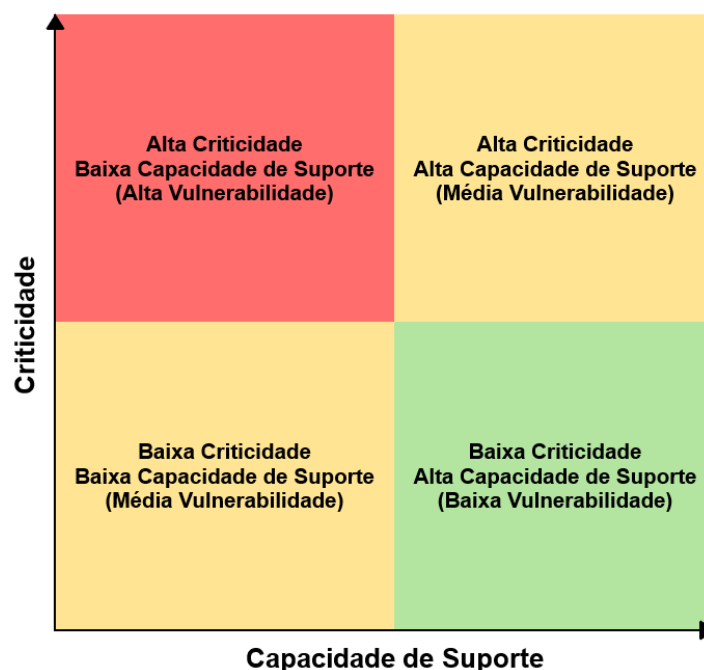 Alta Criticidade
Baixa Capacidade de Suporte
(Alta Vulnerabilidade)
Alta Criticidade
Alta Capacidade de Suporte
(Média Vulnerabilidade)
Criticidade
Baixa Criticidade
Baixa Capacidade de Suporte
(Média Vulnerabilidade)
Baixa Criticidade
Alta Capacidade de Suporte
(Baixa Vulnerabilidade)
Capacidade de Suporte